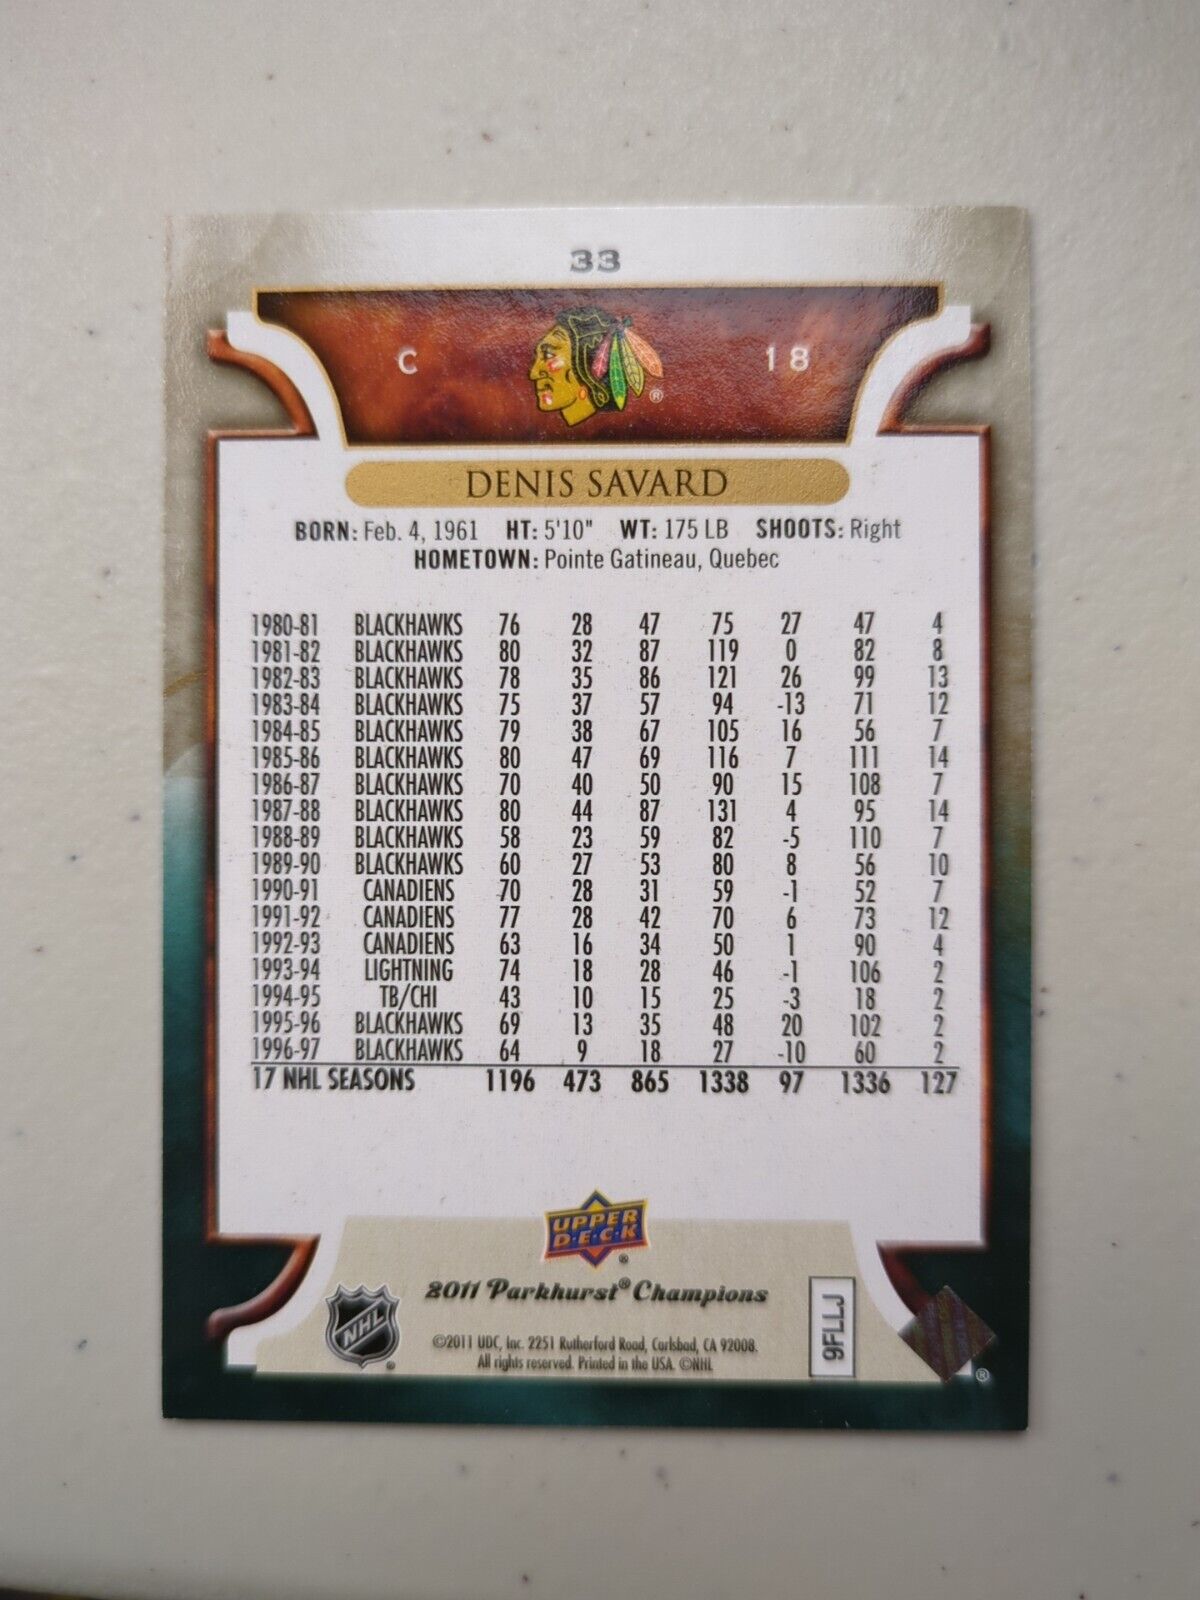 33
C 18
®
DENIS SAVARD
BORN: Feb. 4, 1961 HT: 5'10" WT: 175 LB SHOOTS: Right
HOMETOWN: Pointe Gatineau, Quebec
1980-81 BLACKHAWKS 76 28 47 75 27 47 4
1981-82 BLACKHAWKS 80 32 87 119 0 82 8
1982-83 BLACKHAWKS 78 35 86 121 26 99 13
1983-84 BLACKHAWKS 75 37 57 94 -13 71 12
1984-85 BLACKHAWKS 79 38 67 105 16 56 7
1985-86 BLACKHAWKS 80 47 69 116 7 111 14
1986-87 BLACKHAWKS 70 40 50 90 15 108 7
1987-88 BLACKHAWKS 80 44 87 131 4 95 14
1988-89 BLACKHAWKS 58 23 59 82 -5 110 7
1989-90 BLACKHAWKS 60 27 53 80 8 56 10
1990-91 CANADIENS 70 28 31 59 -1 52 7
1991-92 CANADIENS 77 28 42 70 6 73 12
1992-93 CANADIENS 63 16 34 50 1 90 4
1993-94 LIGHTNING 74 18 28 46 -1 106 2
1994-95 TB/CHI 43 10 15 25 -3 18 2
1995-96 BLACKHAWKS 69 13 35 48 20 102 2
1996-97 BLACKHAWKS 64 9 18 27 -10 60 2
17 NHL SEASONS 1196 473 865 1338 97 1336 127
UPPER
D·E·C·K
®
2011 Parkhurst® Champions
NHL
®
©2011 UDC, Inc. 2251 Rutherford Road, Carlsbad, CA 92008.
All rights reserved. Printed in the USA. ©NHL
9FLLJ
®